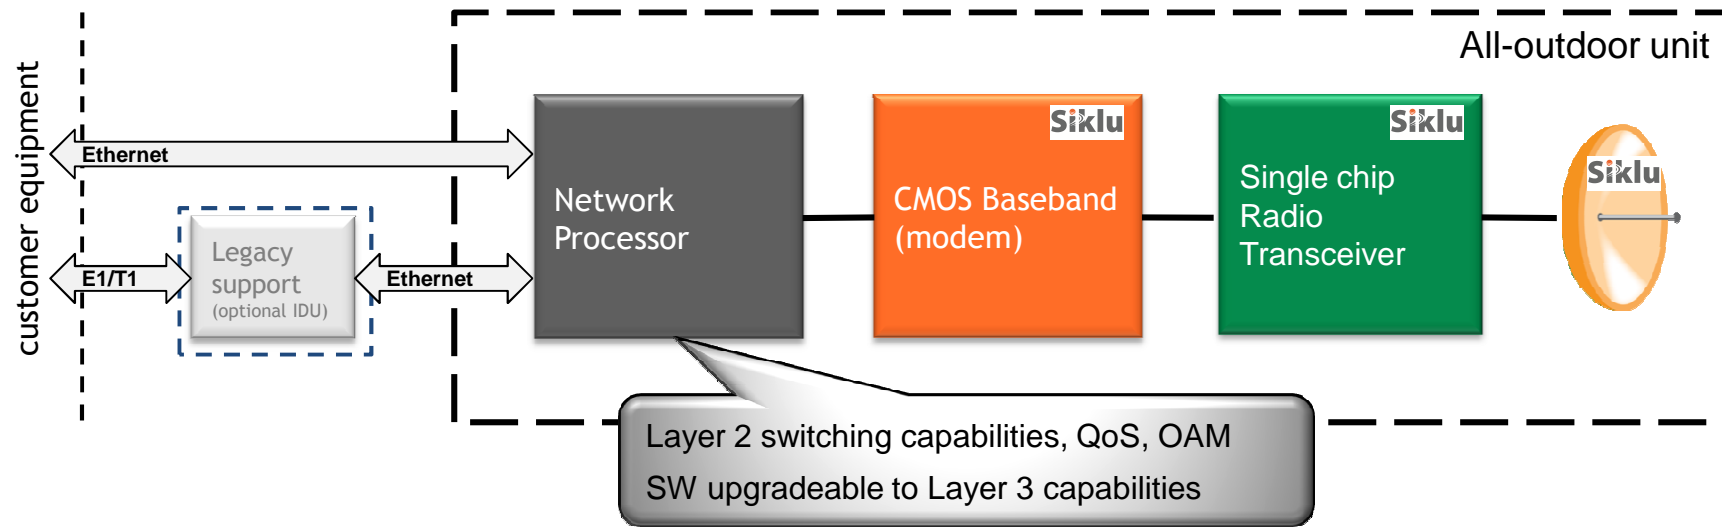 All-outdoor unit
customer equipment
Ethernet
E1/T1
Legacy
support
(optional IDU)
Ethernet
Network
Processor
Siklu
CMOS Baseband
(modem)
Siklu
Single chip
Radio
Transceiver
Siklu
Layer 2 switching capabilities, QoS, OAM
SW upgradeable to Layer 3 capabilities